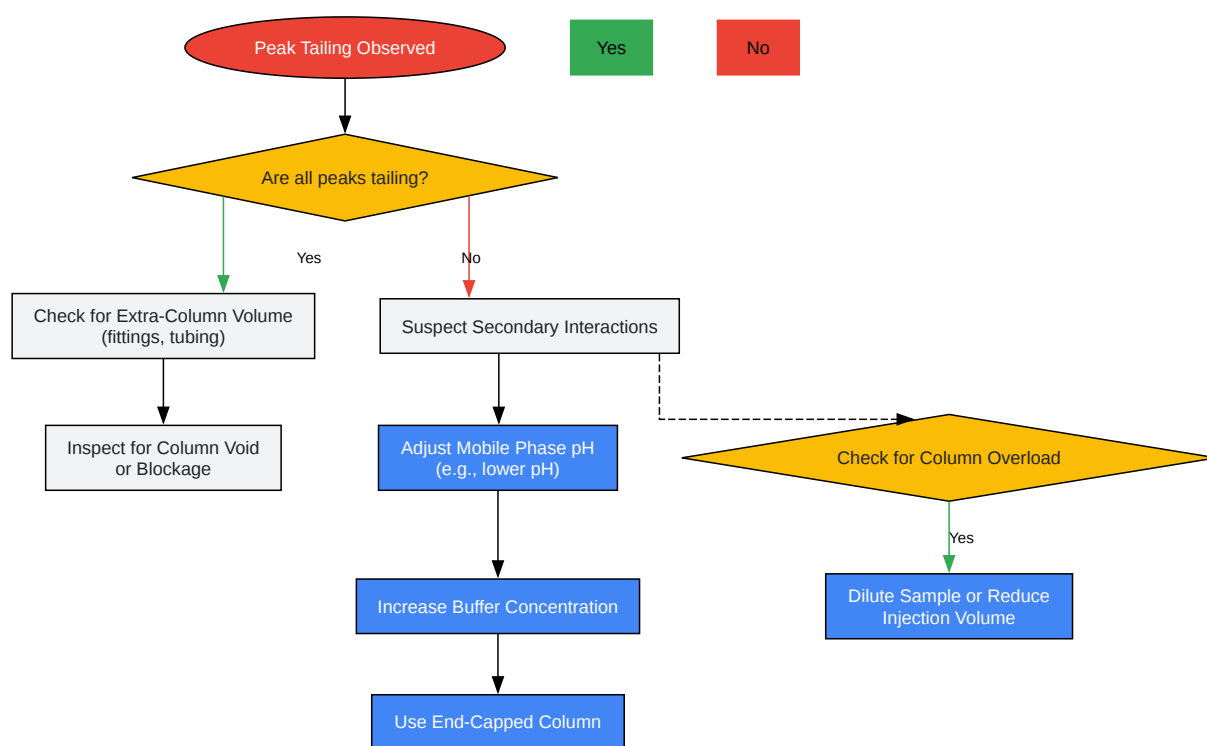 Peak Tailing Observed
Yes
No
Are all peaks tailing?
Yes
No
Check for Extra-Column Volume
(fittings, tubing)
Suspect Secondary Interactions
Inspect for Column Void
or Blockage
Adjust Mobile Phase pH
(e.g., lower pH)
Check for Column Overload
Yes
Increase Buffer Concentration
Dilute Sample or Reduce
Injection Volume
Use End-Capped Column